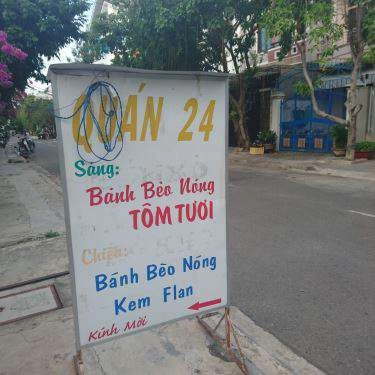 QUÁN 24
Sáng:
Bánh Bèo Nóng
TÔM TƯƠI
Chiều:
Bánh Bèo Nóng
Kem Flan
Kính Mời